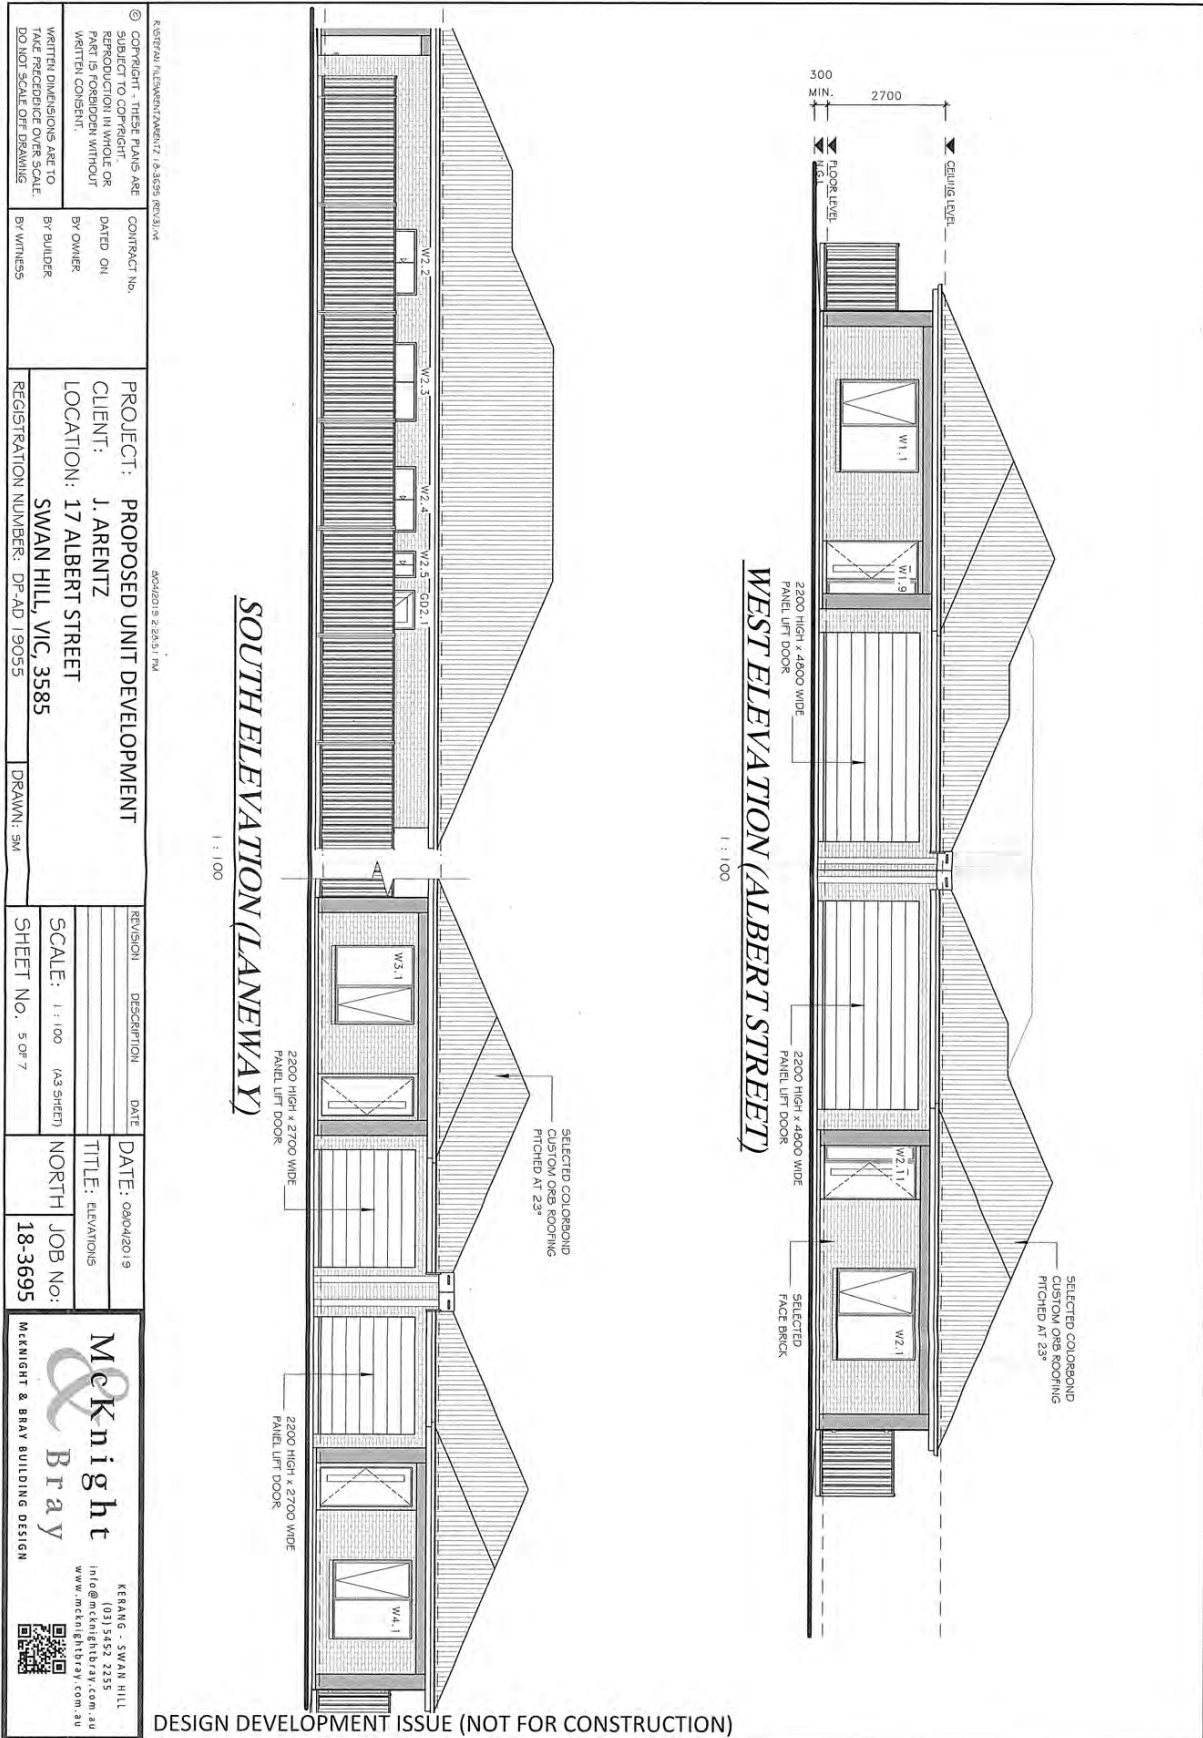 300
MIN.
2700
CEILING LEVEL
FLOOR LEVEL
N.G.L
W1.1
W1.9
W2.11
W2.1
2200 HIGH x 4800 WIDE
PANEL LIFT DOOR
2200 HIGH x 4800 WIDE
PANEL LIFT DOOR
SELECTED
FACE BRICK
SELECTED COLORBOND
CUSTOM ORB ROOFING
PITCHED AT 23°
WEST ELEVATION (ALBERT STREET)
1 : 100
W2.2
W2.3
W2.4
W2.5
GD2.1
W3.1
W4.1
2200 HIGH x 2700 WIDE
PANEL LIFT DOOR
2200 HIGH x 2700 WIDE
PANEL LIFT DOOR
SELECTED COLORBOND
CUSTOM ORB ROOFING
PITCHED AT 23°
SOUTH ELEVATION (LANEWAY)
1 : 100
8/04/2019 2:28:51 PM
© COPYRIGHT - THESE PLANS ARE
SUBJECT TO COPYRIGHT.
REPRODUCTION IN WHOLE OR
PART IS FORBIDDEN WITHOUT
WRITTEN CONSENT.
WRITTEN DIMENSIONS ARE TO
TAKE PRECEDENCE OVER SCALE.
DO NOT SCALE OFF DRAWING
CONTRACT No.
DATED ON
BY OWNER
BY BUILDER
BY WITNESS
PROJECT: PROPOSED UNIT DEVELOPMENT
CLIENT: J. ARENTZ
LOCATION: 17 ALBERT STREET
SWAN HILL, VIC, 3585
REGISTRATION NUMBER: DP-AD 19055
DRAWN: SM
REVISION DESCRIPTION DATE
SCALE: 1 : 100 (A3 SHEET)
SHEET No. 5 OF 7
DATE: 08/04/2019
TITLE: ELEVATIONS
NORTH
JOB No:
18-3695
McKnight
& Bray
McKNIGHT & BRAY BUILDING DESIGN
KERANG - SWAN HILL
(03) 5452 2255
info@mcknightbray.com.au
www.mcknightbray.com.au
DESIGN DEVELOPMENT ISSUE (NOT FOR CONSTRUCTION)